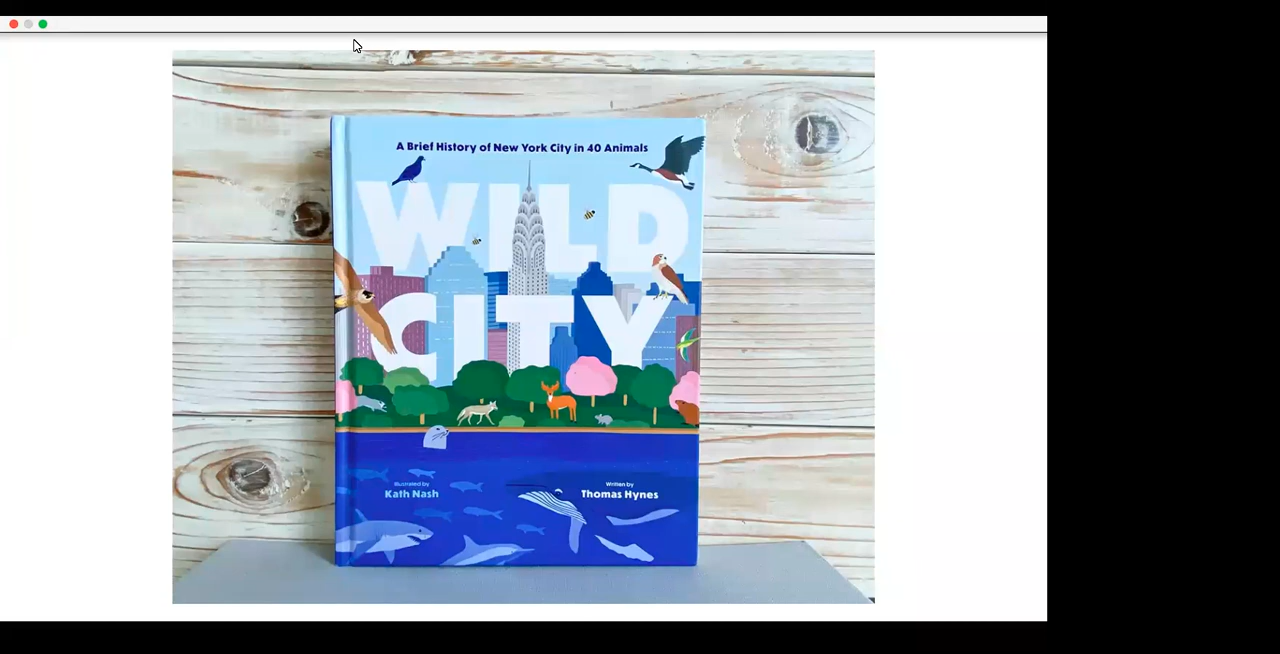 A Brief History of New York City in 40 Animals
WILD
CITY
Illustrated by
Kath Nash
Written by
Thomas Hynes